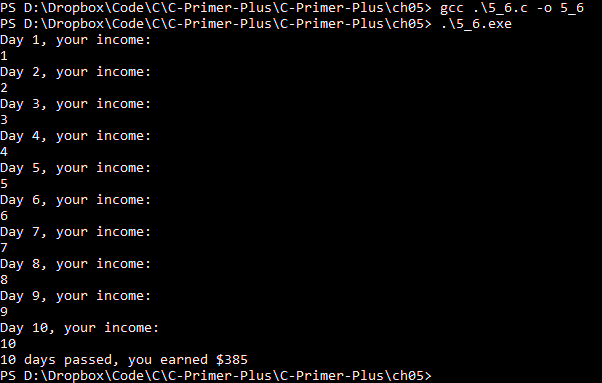 PS D:\Dropbox\Code\C\C-Primer-Plus\C-Primer-Plus\ch05> gcc .\5_6.c -o 5_6
PS D:\Dropbox\Code\C\C-Primer-Plus\C-Primer-Plus\ch05> .\5_6.exe
Day 1, your income:
1
Day 2, your income:
2
Day 3, your income:
3
Day 4, your income:
4
Day 5, your income:
5
Day 6, your income:
6
Day 7, your income:
7
Day 8, your income:
8
Day 9, your income:
9
Day 10, your income:
10
10 days passed, you earned $385
PS D:\Dropbox\Code\C\C-Primer-Plus\C-Primer-Plus\ch05>